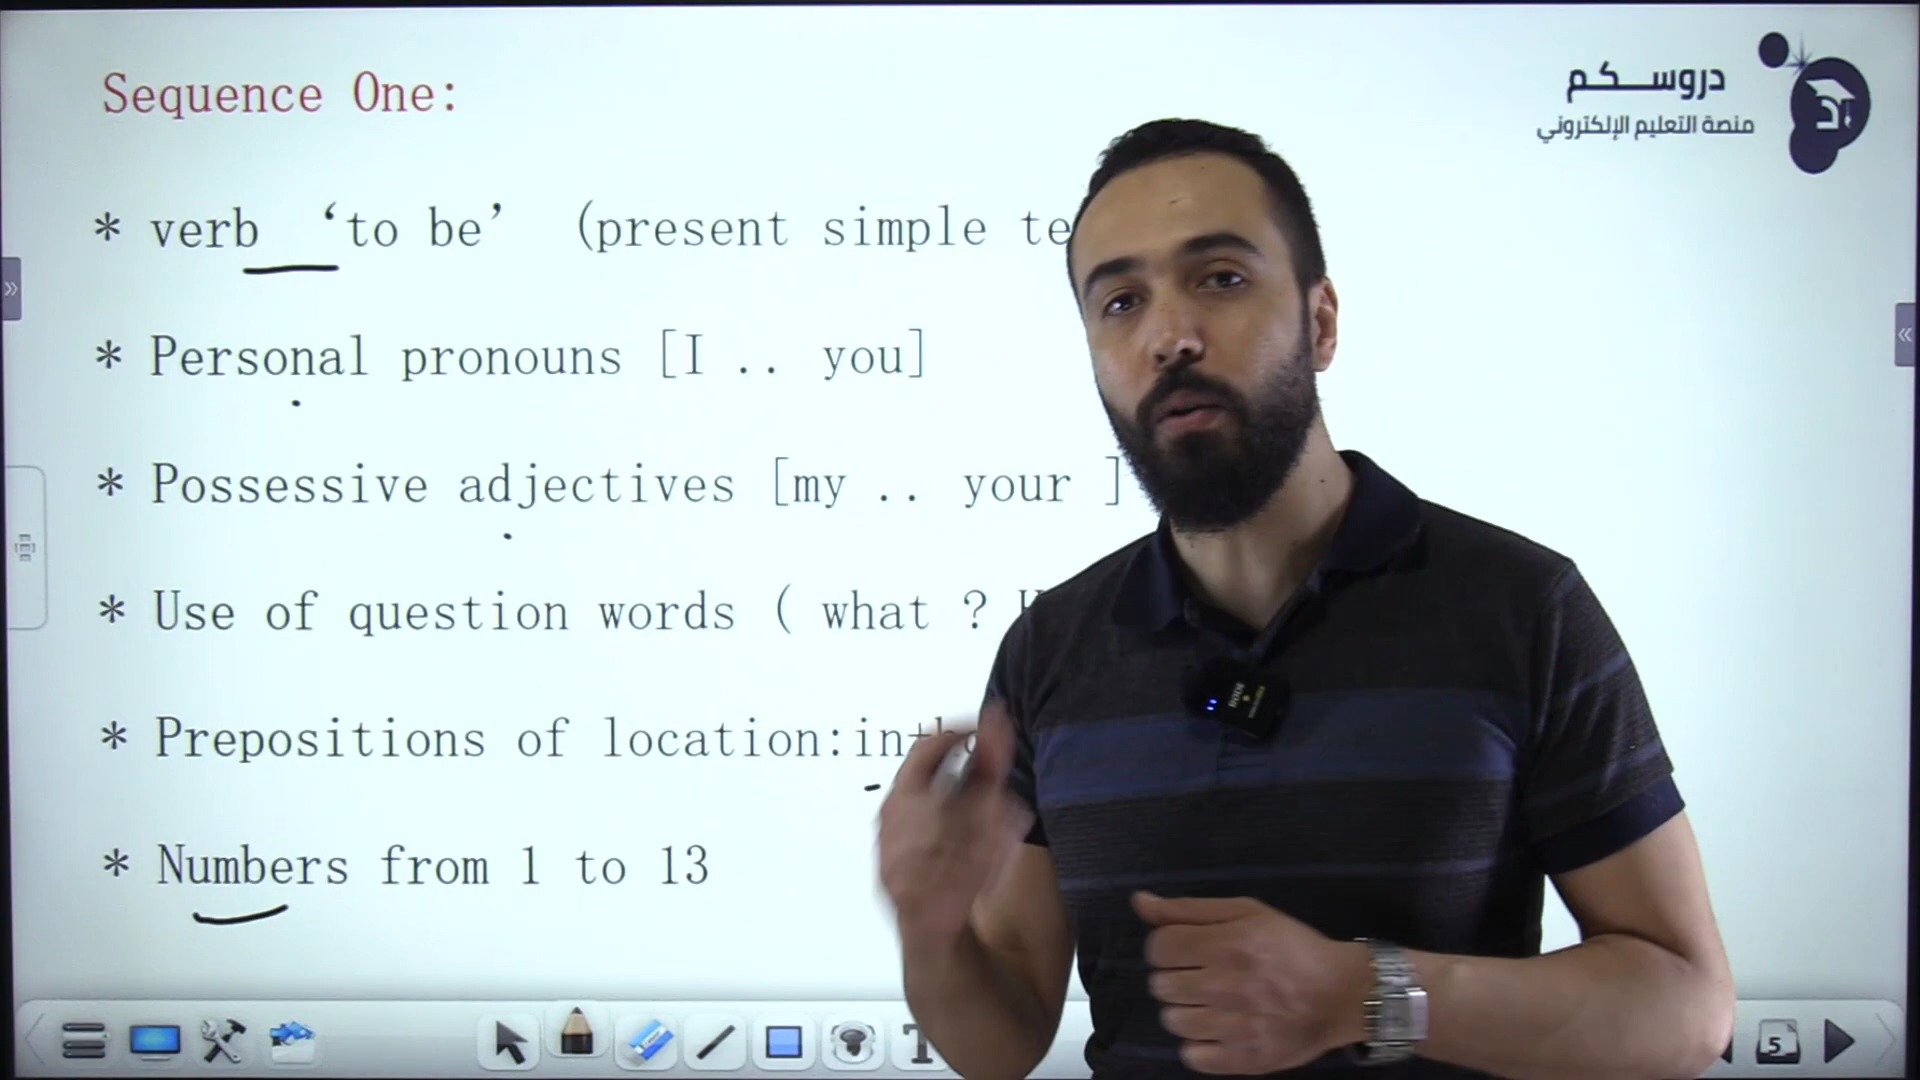 Sequence One:
دروسكم
منصة التعليم الإلكتروني
* verb ‘to be’ (present simple te
* Personal pronouns [I .. you]
* Possessive adjectives [my .. your ]
* Use of question words ( what ?
* Prepositions of location:in
* Numbers from 1 to 13
RODE
5